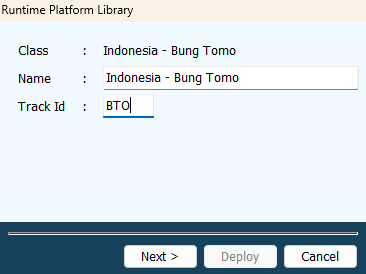 Runtime Platform Library
Class : Indonesia - Bung Tomo
Name : Indonesia - Bung Tomo
Track Id : BTO
Next > Deploy Cancel